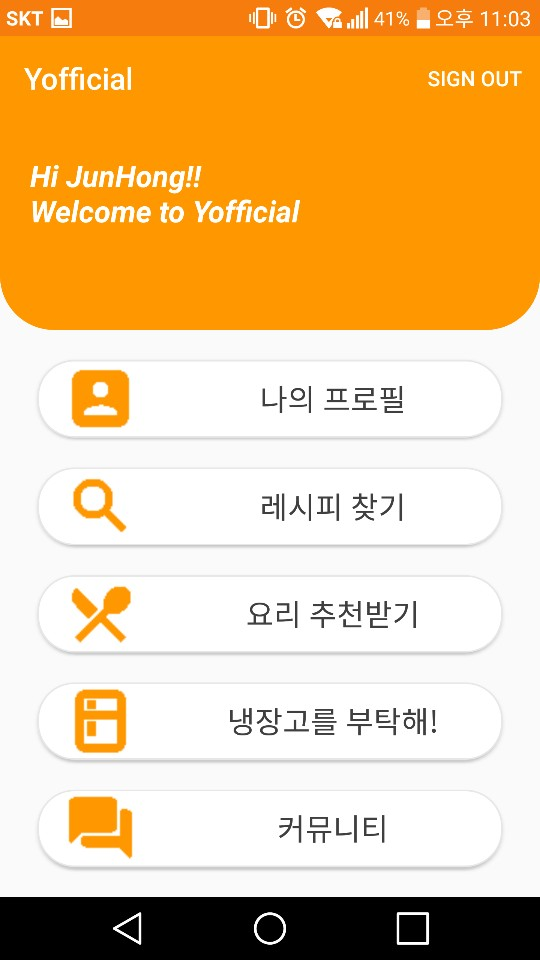 SKT 41% 오후 11:03
Yofficial SIGN OUT
Hi JunHong!!
Welcome to Yofficial
나의 프로필
레시피 찾기
요리 추천받기
냉장고를 부탁해!
커뮤니티